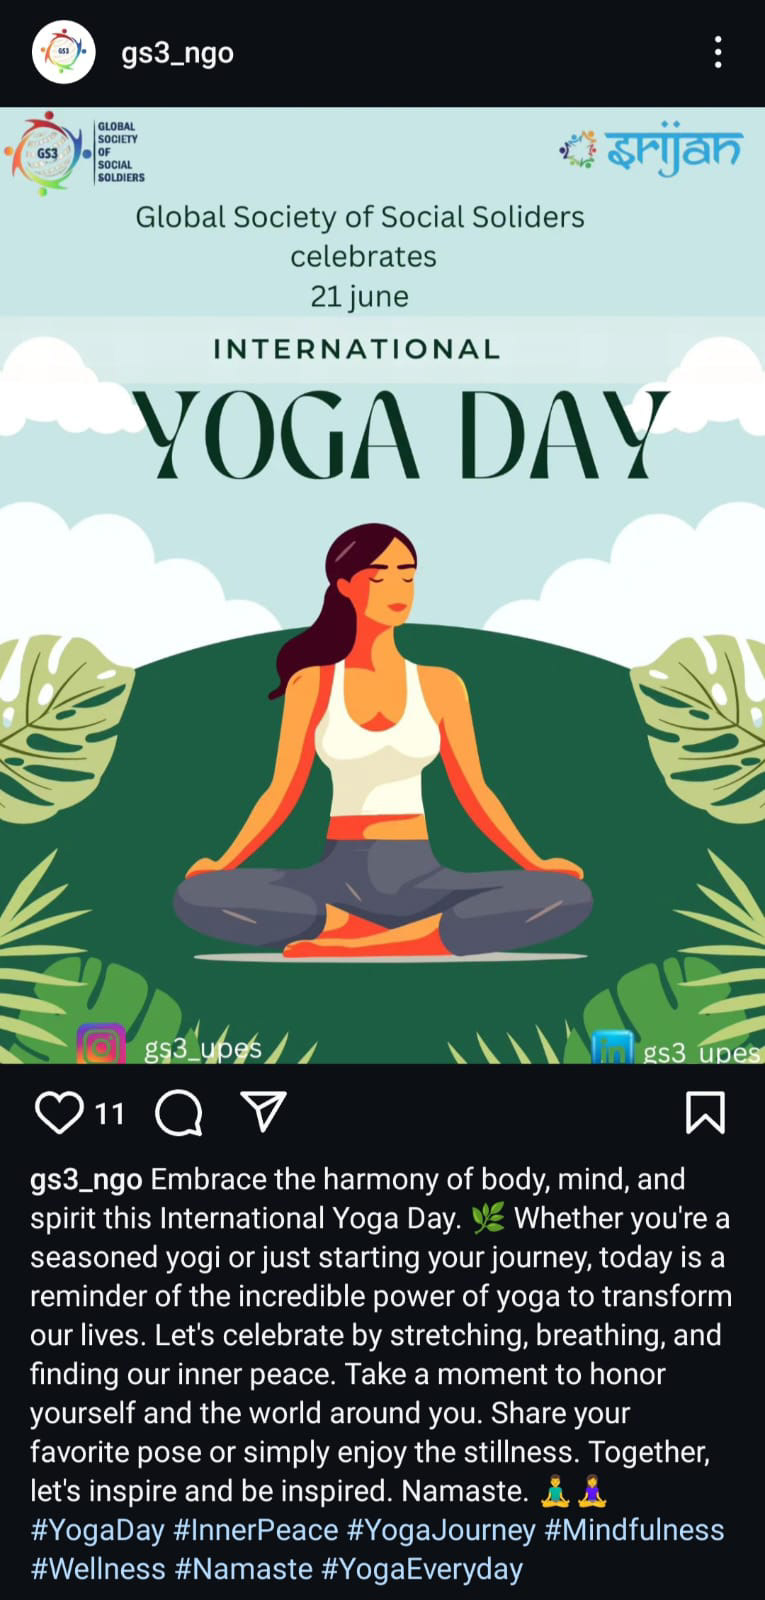 gs3_ngo
GS3
GLOBAL
SOCIETY
OF
SOCIAL
SOLDIERS
GS3
srijan
Global Society of Social Soliders
celebrates
21 june
INTERNATIONAL
YOGA DAY
gs3_upes
in gs3_upes
11
gs3_ngo Embrace the harmony of body, mind, and
spirit this International Yoga Day. 🌿 Whether you're a
seasoned yogi or just starting your journey, today is a
reminder of the incredible power of yoga to transform
our lives. Let's celebrate by stretching, breathing, and
finding our inner peace. Take a moment to honor
yourself and the world around you. Share your
favorite pose or simply enjoy the stillness. Together,
let's inspire and be inspired. Namaste. 🧘‍♂️ 🧘‍♀️
#YogaDay #InnerPeace #YogaJourney #Mindfulness
#Wellness #Namaste #YogaEveryday